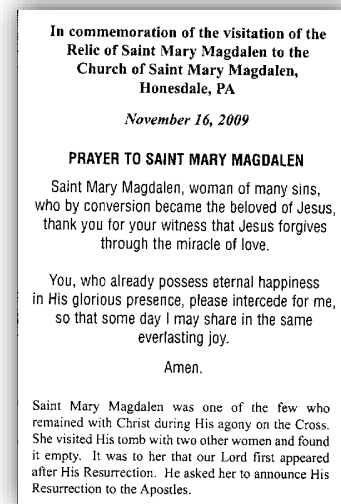 In commemoration of the visitation of the
Relic of Saint Mary Magdalen to the
Church of Saint Mary Magdalen,
Honesdale, PA
November 16, 2009
PRAYER TO SAINT MARY MAGDALEN
Saint Mary Magdalen, woman of many sins,
who by conversion became the beloved of Jesus,
thank you for your witness that Jesus forgives
through the miracle of love.
You, who already possess eternal happiness
in His glorious presence, please intercede for me,
so that some day I may share in the same
everlasting joy.
Amen.
Saint Mary Magdalen was one of the few who
remained with Christ during His agony on the Cross.
She visited His tomb with two other women and found
it empty. It was to her that our Lord first appeared
after His Resurrection. He asked her to announce His
Resurrection to the Apostles.